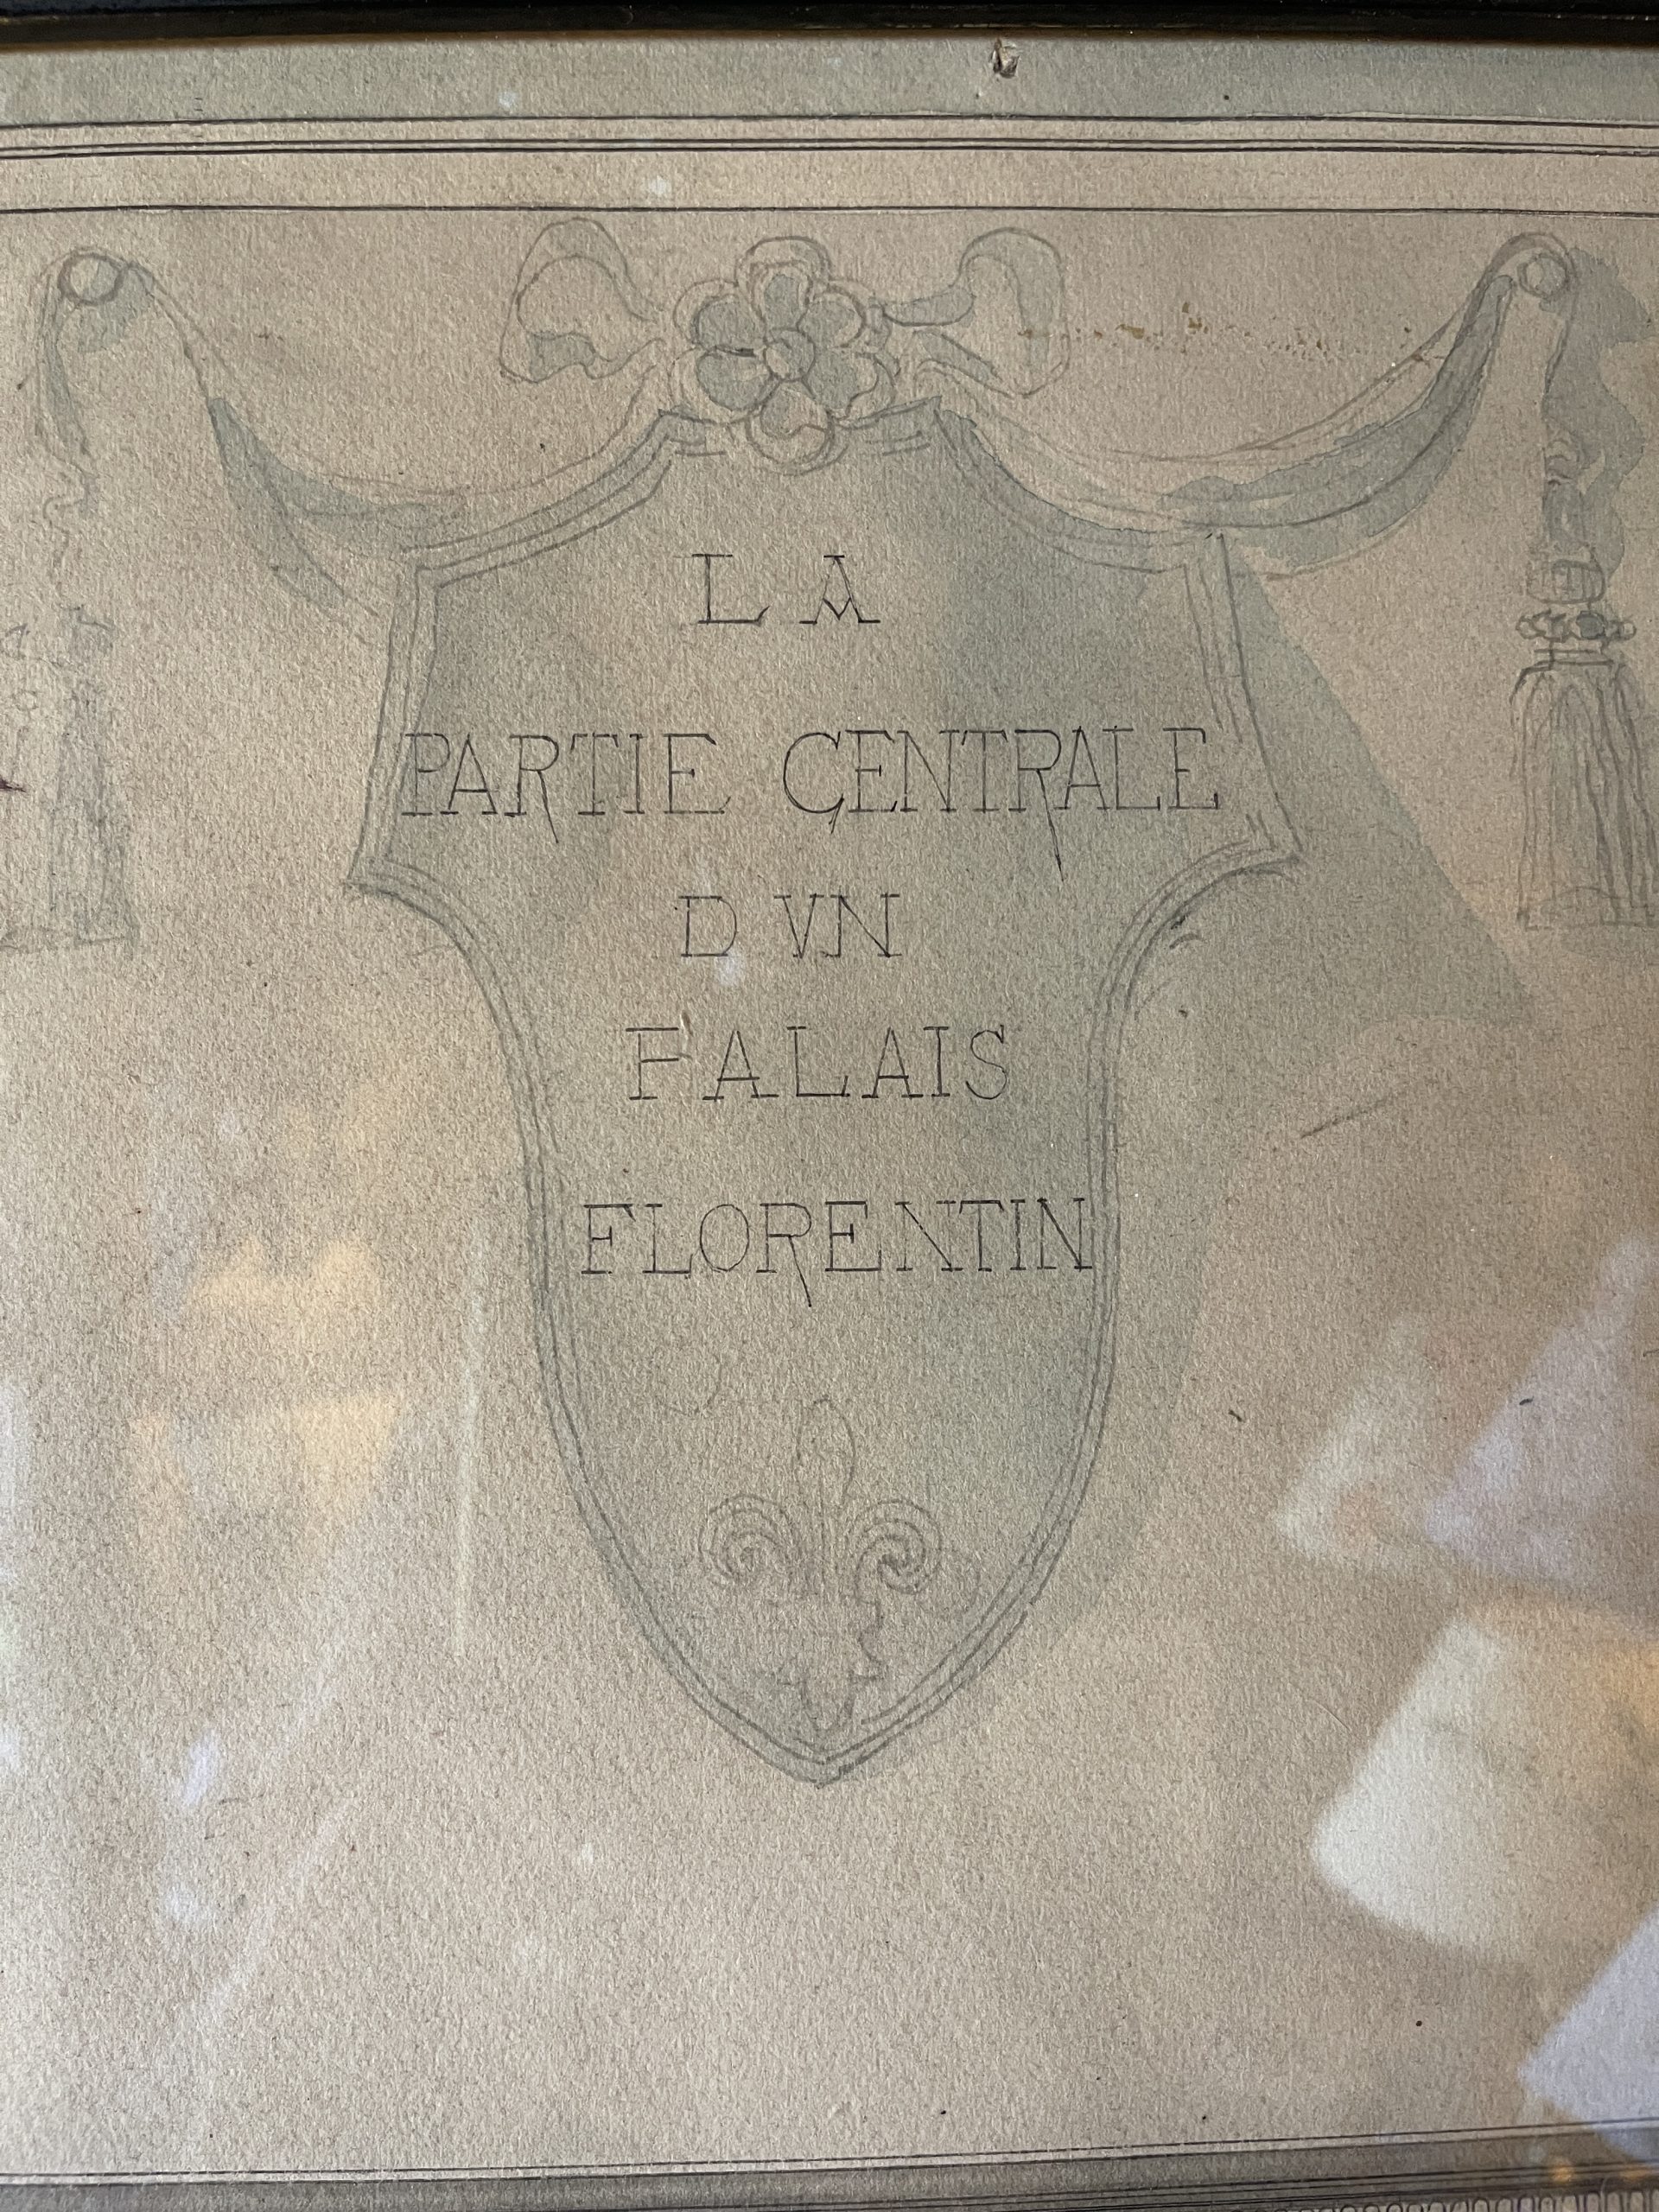 LA
PARTIE CENTRALE
D VN
PALAIS
FLORENTIN